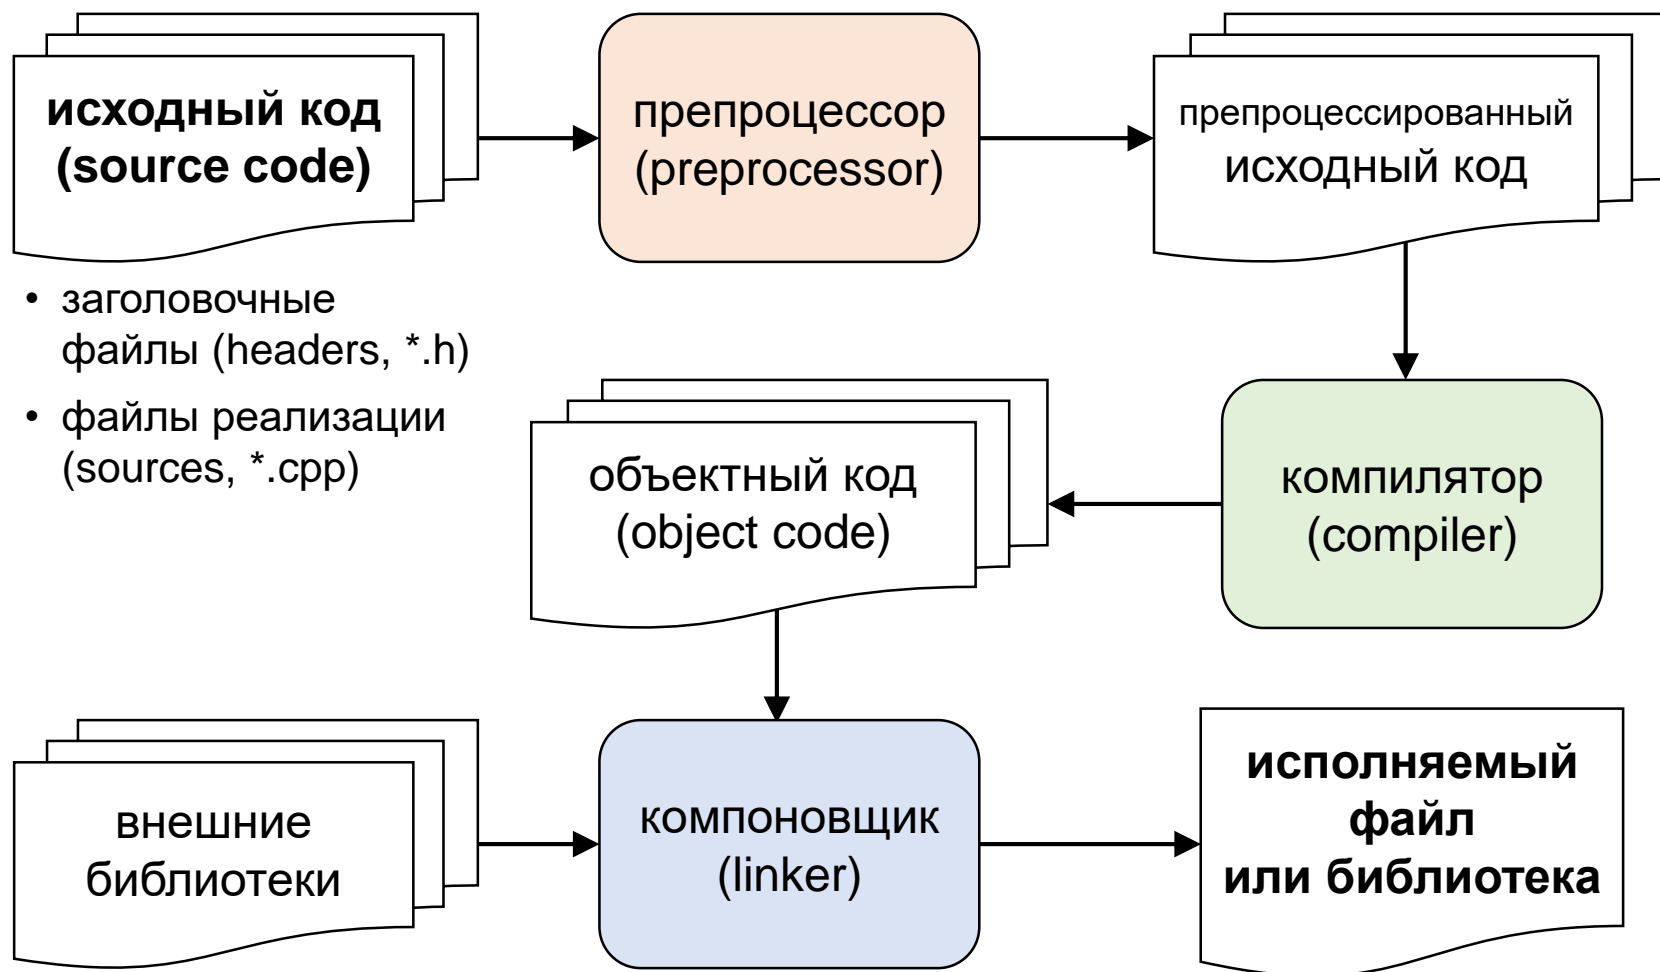 исходный код
(source code)
препроцессор
(preprocessor)
препроцессированный
исходный код
• заголовочные
файлы (headers, *.h)
• файлы реализации
(sources, *.cpp)
объектный код
(object code)
компилятор
(compiler)
внешние
библиотеки
компоновщик
(linker)
исполняемый
файл
или библиотека